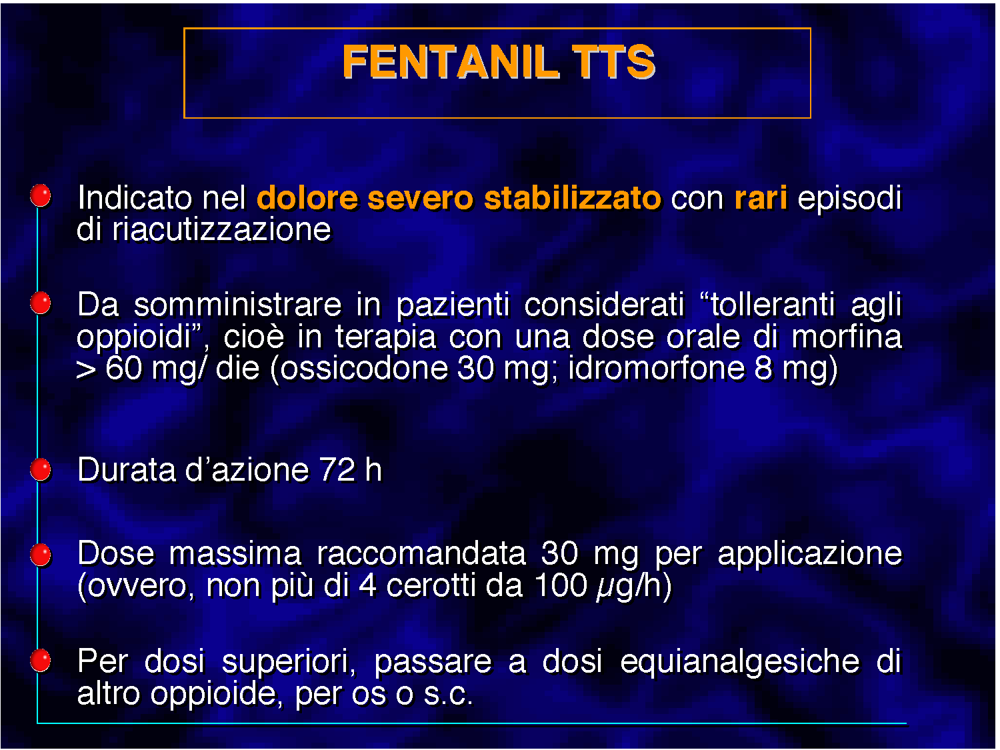 FENTANIL TTS
Indicato nel dolore severo stabilizzato con rari episodi
di riacutizzazione
Da somministrare in pazienti considerati “tolleranti agli
oppioidi”, cioè in terapia con una dose orale di morfina
> 60 mg/ die (ossicodone 30 mg; idromorfone 8 mg)
Durata d’azione 72 h
Dose massima raccomandata 30 mg per applicazione
(ovvero, non più di 4 cerotti da 100 µg/h)
Per dosi superiori, passare a dosi equianalgesiche di
altro oppioide, per os o s.c.